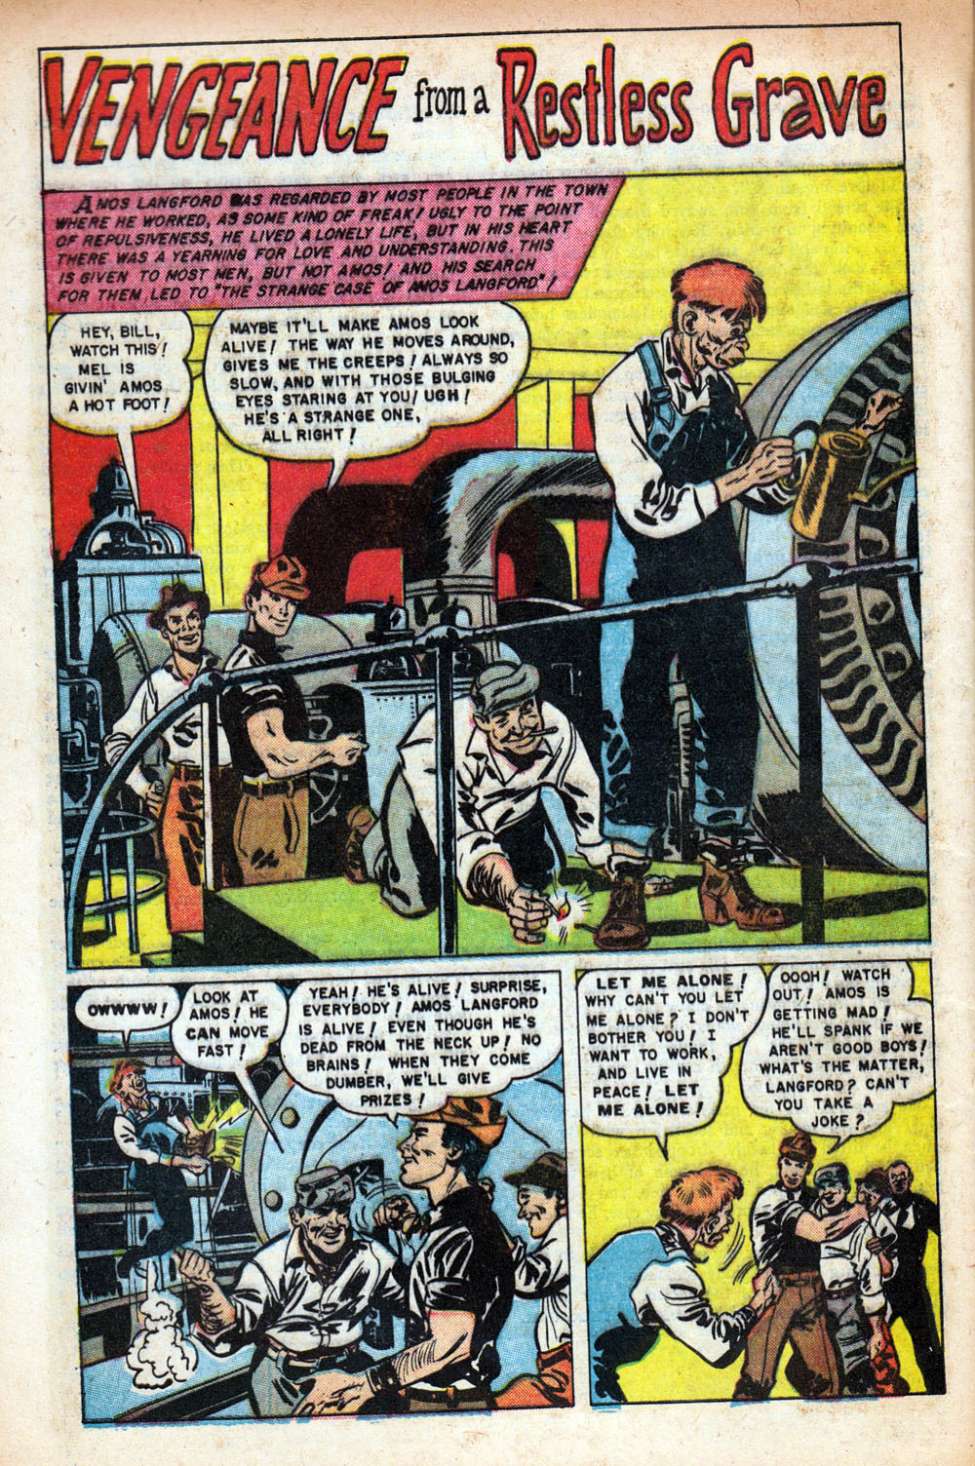 VENGEANCE from a Restless Grave
AMOS LANGFORD WAS REGARDED BY MOST PEOPLE IN THE TOWN
WHERE HE WORKED, AS SOME KIND OF FREAK! UGLY TO THE POINT
OF REPULSIVENESS, HE LIVED A LONELY LIFE, BUT IN HIS HEART
THERE WAS A YEARNING FOR LOVE AND UNDERSTANDING. THIS
IS GIVEN TO MOST MEN, BUT NOT AMOS! AND HIS SEARCH
FOR THEM LED TO "THE STRANGE CASE OF AMOS LANGFORD"!
HEY, BILL,
WATCH THIS!
MEL IS
GIVIN' AMOS
A HOT FOOT!
MAYBE IT'LL MAKE AMOS LOOK
ALIVE! THE WAY HE MOVES AROUND,
GIVES ME THE CREEPS! ALWAYS SO
SLOW, AND WITH THOSE BULGING
EYES STARING AT YOU! UGH!
HE'S A STRANGE ONE,
ALL RIGHT!
OWWWW!
LOOK AT
AMOS! HE
CAN MOVE
FAST!
YEAH! HE'S ALIVE! SURPRISE,
EVERYBODY! AMOS LANGFORD
IS ALIVE! EVEN THOUGH HE'S
DEAD FROM THE NECK UP! NO
BRAINS! WHEN THEY COME
DUMBER, WE'LL GIVE
PRIZES!
LET ME ALONE!
WHY CAN'T YOU LET
ME ALONE? I DON'T
BOTHER YOU! I
WANT TO WORK,
AND LIVE IN
PEACE! LET
ME ALONE!
OOOH! WATCH
OUT! AMOS IS
GETTING MAD!
HE'LL SPANK IF WE
AREN'T GOOD BOYS!
WHAT'S THE MATTER,
LANGFORD? CAN'T
YOU TAKE A
JOKE?